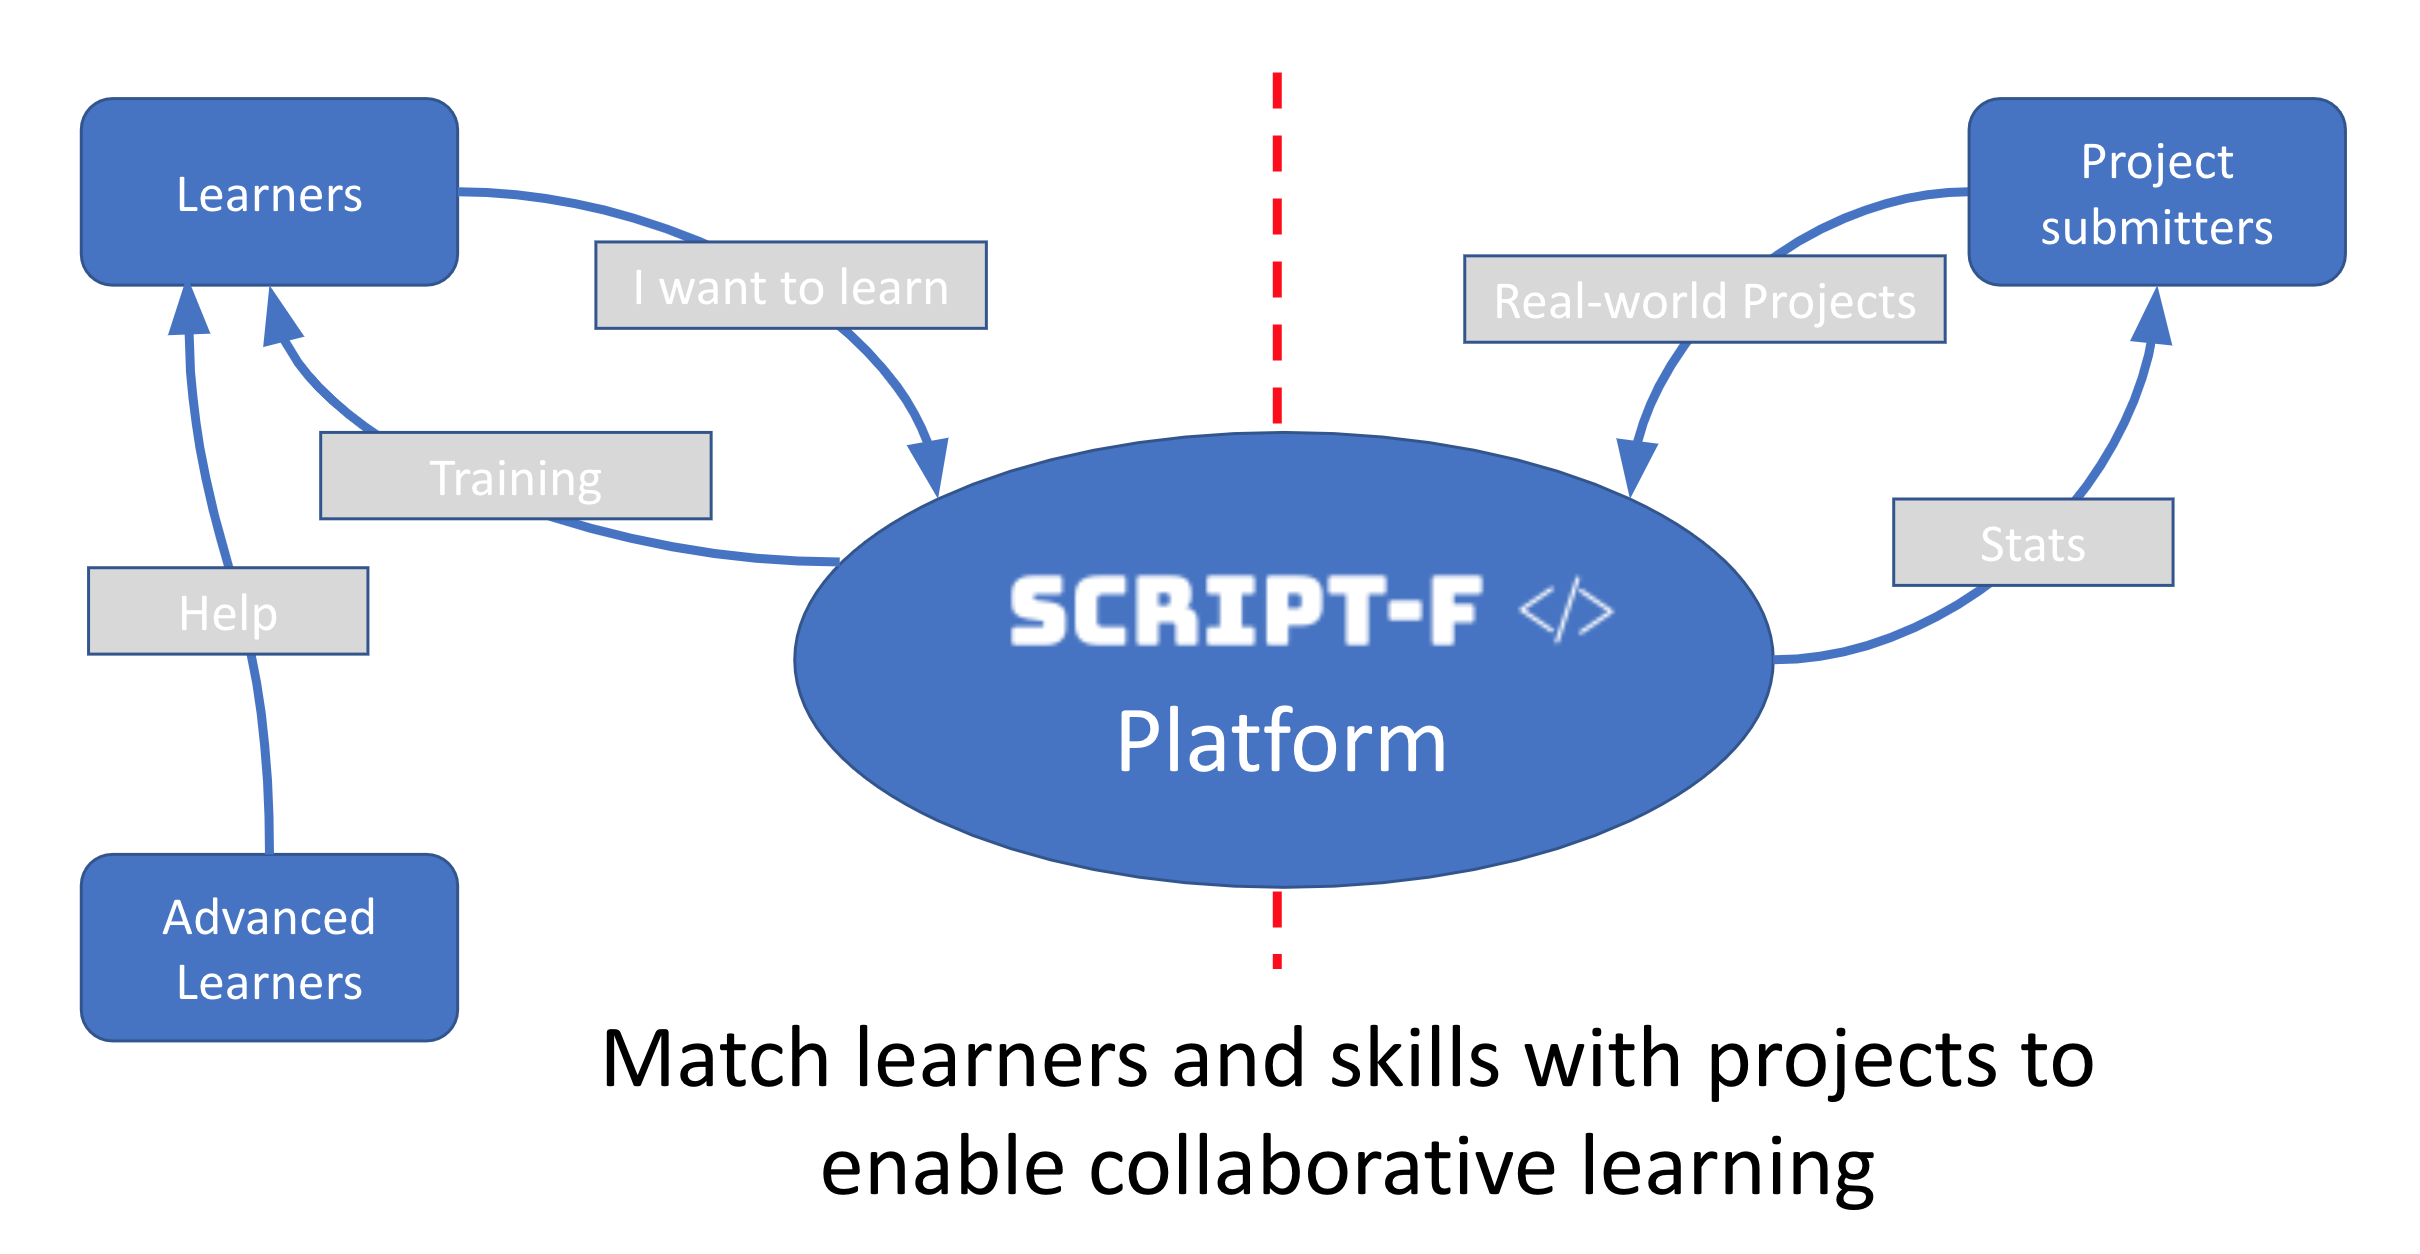 Learners
Project
submitters
I want to learn
Real-world Projects
Training
Stats
Help
SCRIPT-F </>
Platform
Advanced
Learners
Match learners and skills with projects to
enable collaborative learning